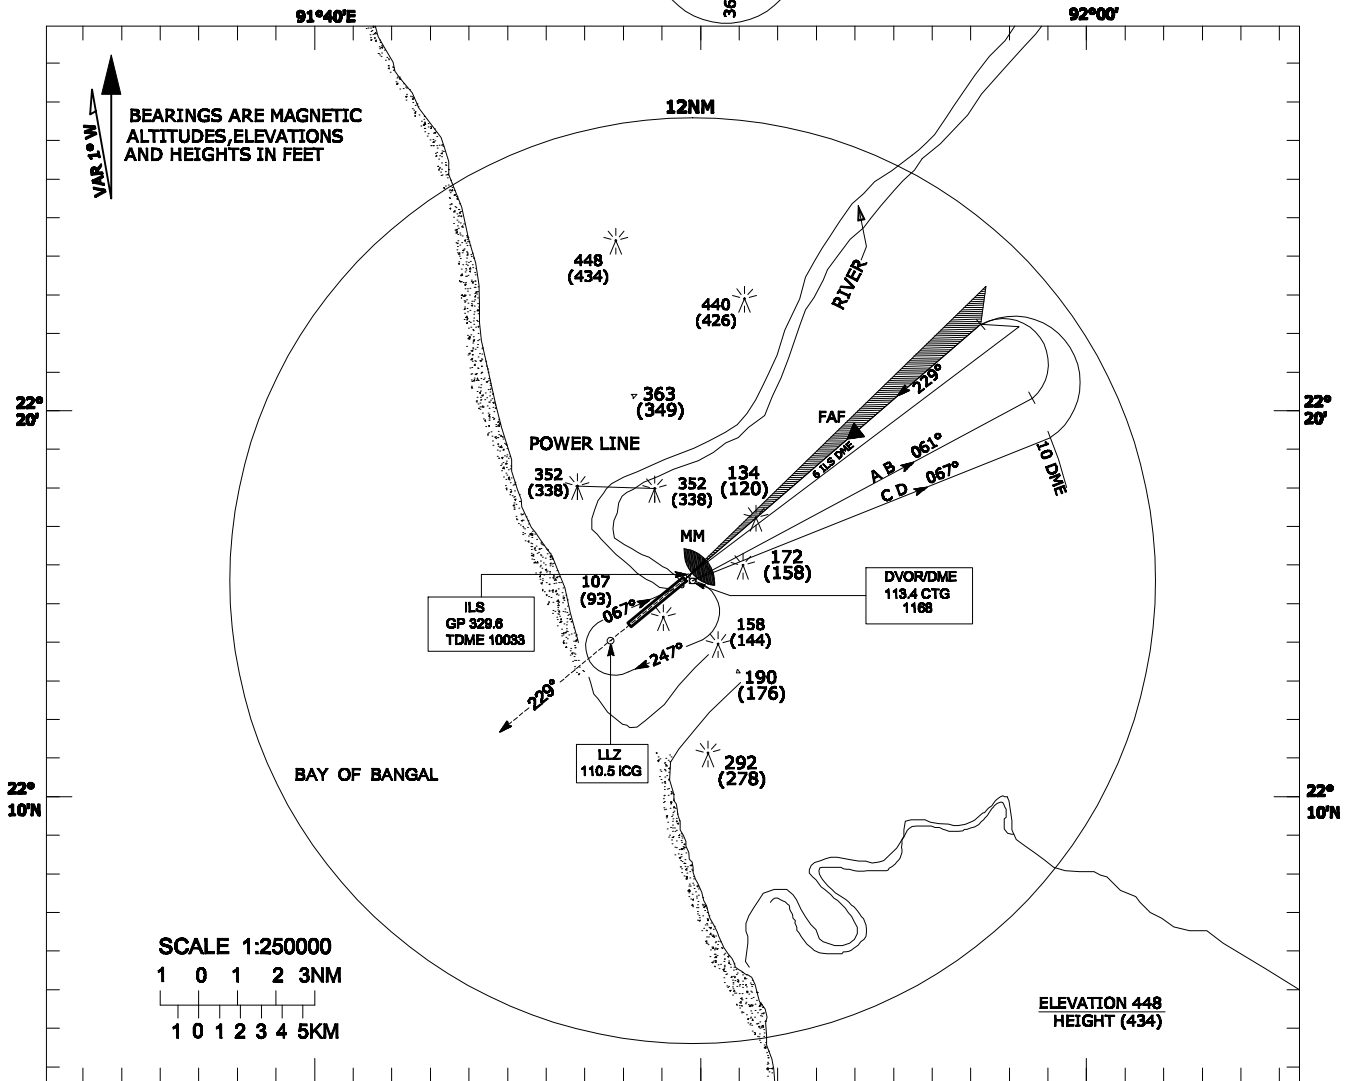 36
91°40'E
92°00'
12NM
BEARINGS ARE MAGNETIC
ALTITUDES,ELEVATIONS
AND HEIGHTS IN FEET
VAR 1° W
448
(434)
440
(426)
RIVER
363
(349)
22°
20'
22°
20'
229°
FAF
6 ILS DME
POWER LINE
061°
A B
067°
C D
10 DME
352
(338)
352
(338)
134
(120)
MM
172
(158)
107
(93)
067°
DVOR/DME
113.4 CTG
1168
ILS
GP 329.6
TDME 10033
158
(144)
247°
190
(176)
229°
LLZ
110.5 ICG
292
(278)
BAY OF BANGAL
22°
10'N
22°
10'N
SCALE 1:250000
1 0 1 2 3NM
1 0 1 2 3 4 5KM
ELEVATION 448
HEIGHT (434)